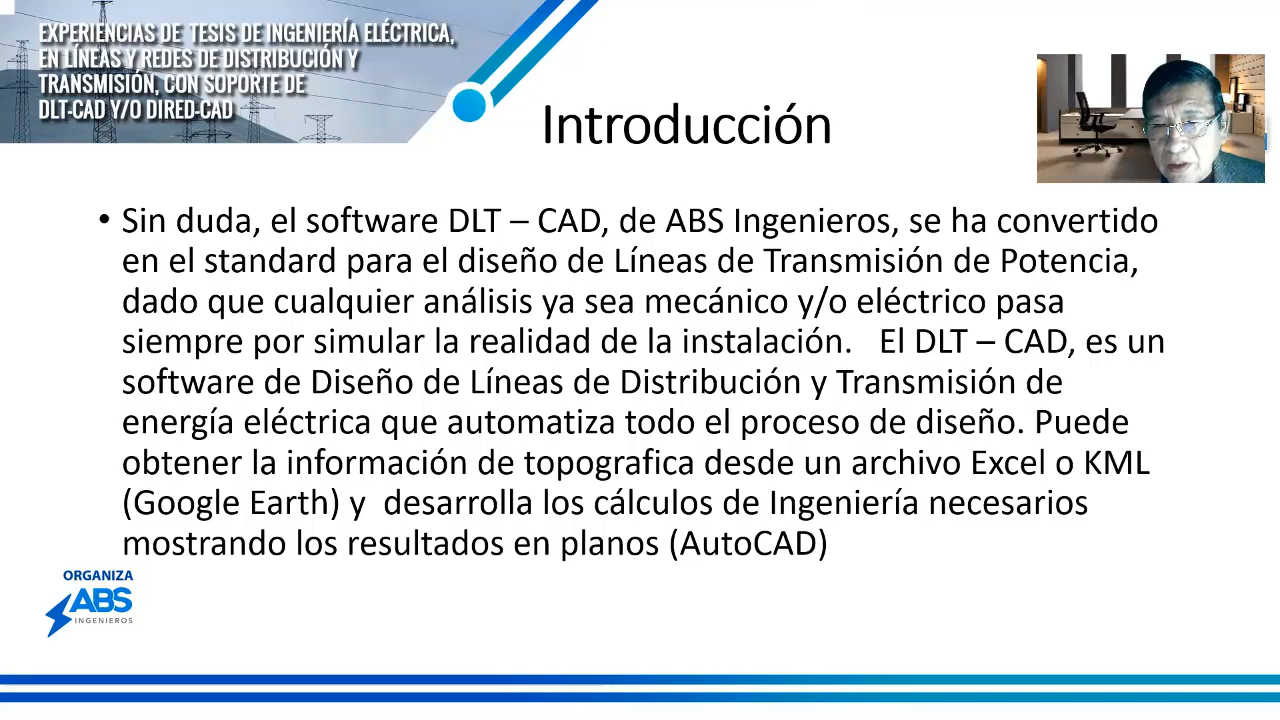 EXPERIENCIAS DE TESIS DE INGENIERÍA ELÉCTRICA,
EN LÍNEAS Y REDES DE DISTRIBUCIÓN Y
TRANSMISIÓN, CON SOPORTE DE
DLT-CAD Y/O DIRED-CAD
Introducción
• Sin duda, el software DLT – CAD, de ABS Ingenieros, se ha convertido
en el standard para el diseño de Líneas de Transmisión de Potencia,
dado que cualquier análisis ya sea mecánico y/o eléctrico pasa
siempre por simular la realidad de la instalación. El DLT – CAD, es un
software de Diseño de Líneas de Distribución y Transmisión de
energía eléctrica que automatiza todo el proceso de diseño. Puede
obtener la información de topografica desde un archivo Excel o KML
(Google Earth) y desarrolla los cálculos de Ingeniería necesarios
mostrando los resultados en planos (AutoCAD)
ORGANIZA
ABS
INGENIEROS